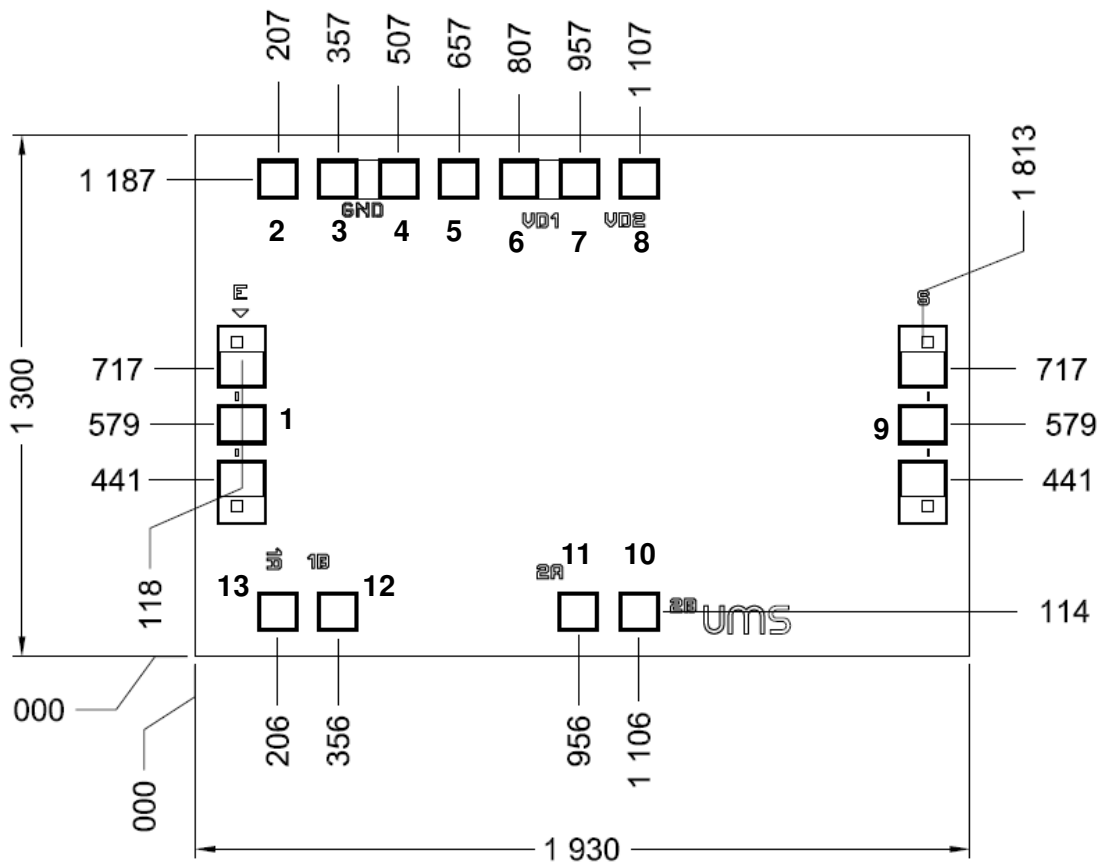 207 357 507 657 807 957 1 107
1 813
1 187
GND VD1 VD2
2 3 4 5 6 7 8
E S
717 717
1 300
579 1 9 579
441 441
118
1A 1B 2A 11 10
13 12 2B ums 114
000
000
206 356 956 1 106
1 930